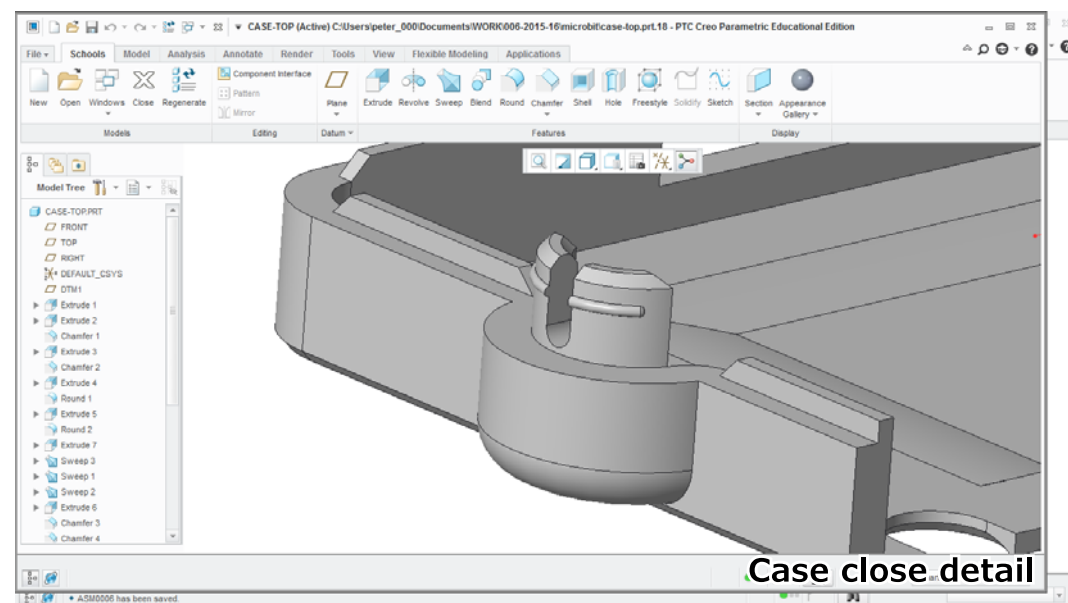 CASE-TOP (Active) C:\Users\peter_000\Documents\WORK\006-2015-16\microbit\case-top.prt.18 - PTC Creo Parametric Educational Edition
File Schools Model Analysis Annotate Render Tools View Flexible Modeling Applications
New Open Windows Close Regenerate
Component Interface
Pattern
Mirror
Plane Extrude Revolve Sweep Blend Round Chamfer Shell Hole Freestyle Solidify Sketch Section Appearance
Gallery
Models Editing Datum Features Display
Model Tree
CASE-TOP.PRT
FRONT
TOP
RIGHT
DEFAULT_CSYS
DTM1
Extrude 1
Extrude 2
Chamfer 1
Extrude 3
Chamfer 2
Extrude 4
Round 1
Extrude 5
Round 2
Extrude 7
Sweep 3
Sweep 1
Sweep 2
Extrude 6
Chamfer 3
Chamfer 4
Case close detail
ASM0006 has been saved.